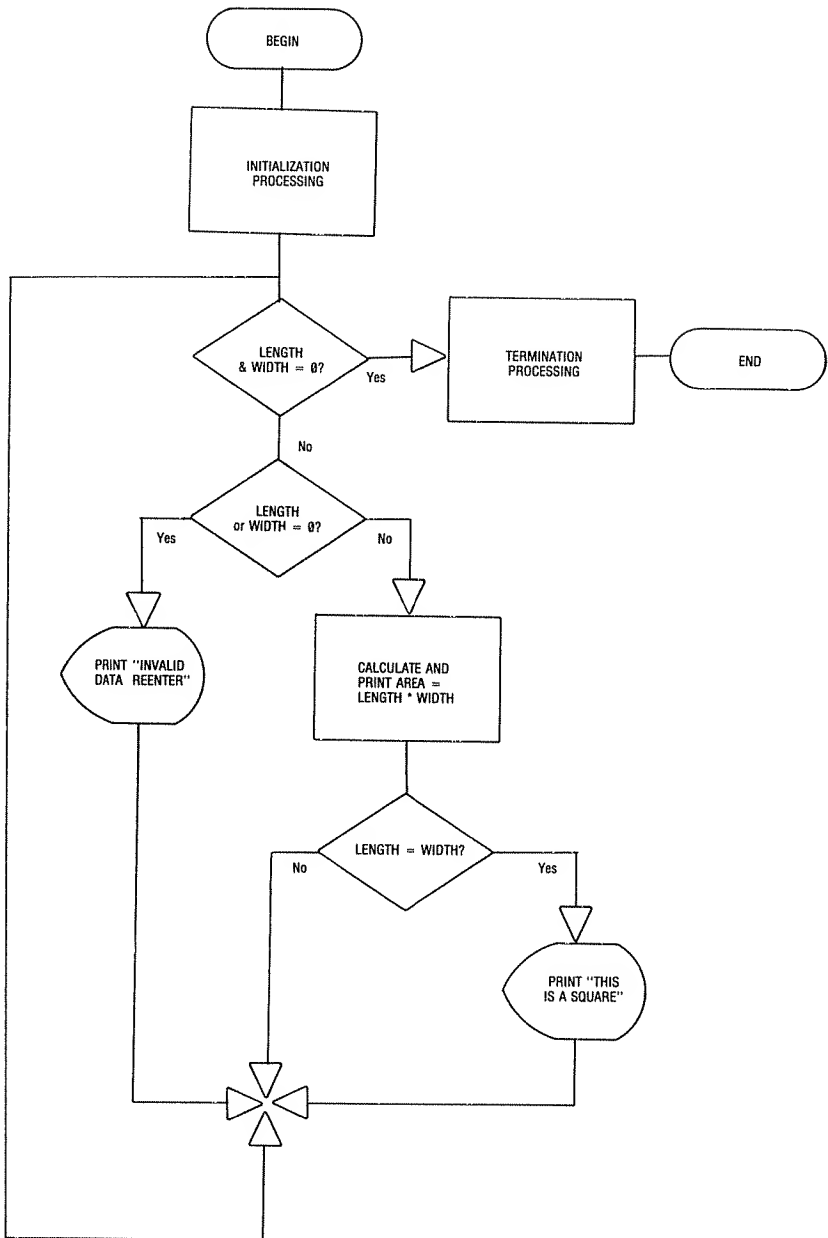 BEGIN
INITIALIZATION
PROCESSING
LENGTH
& WIDTH = 0?
Yes
TERMINATION
PROCESSING
END
No
LENGTH
or WIDTH = 0?
Yes
No
PRINT "INVALID
DATA REENTER"
CALCULATE AND
PRINT AREA =
LENGTH * WIDTH
LENGTH = WIDTH?
No
Yes
PRINT "THIS
IS A SQUARE"